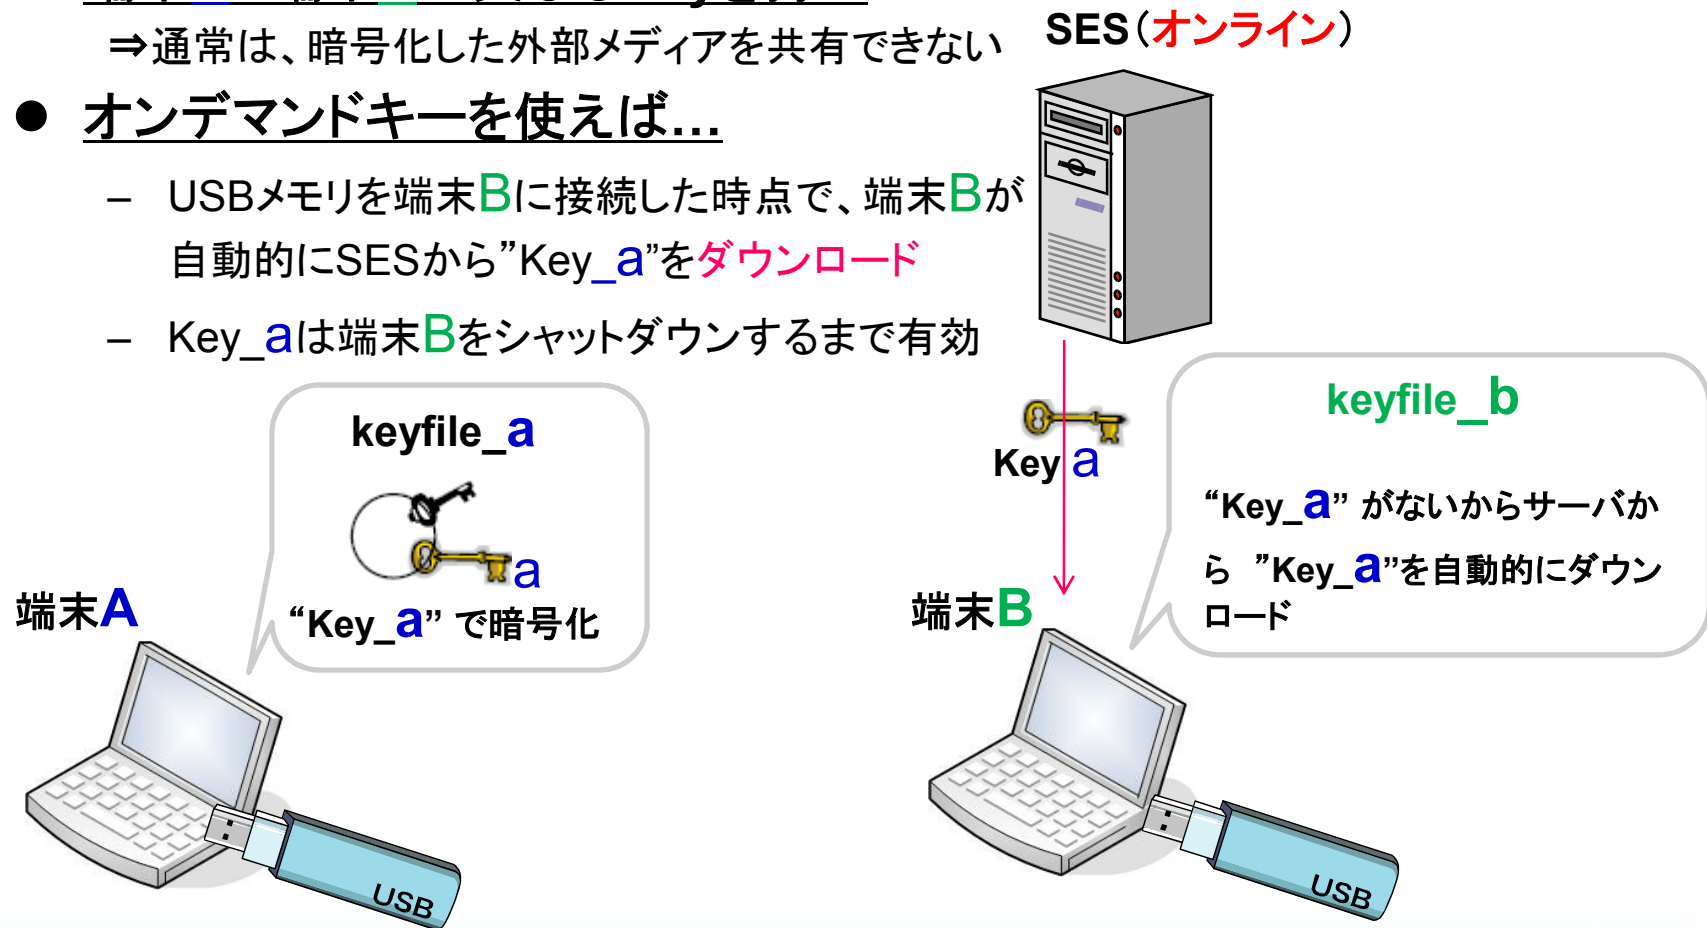 ⇒通常は、暗号化した外部メディアを共有できない
SES（オンライン）
● オンデマンドキーを使えば…
– USBメモリを端末Bに接続した時点で、端末Bが
自動的にSESから”Key_a”をダウンロード
– Key_aは端末Bをシャットダウンするまで有効
keyfile_a
a
“Key_a” で暗号化
端末A
USB
Key a
keyfile_b
“Key_a” がないからサーバか
ら ”Key_a”を自動的にダウン
ロード
端末B
USB